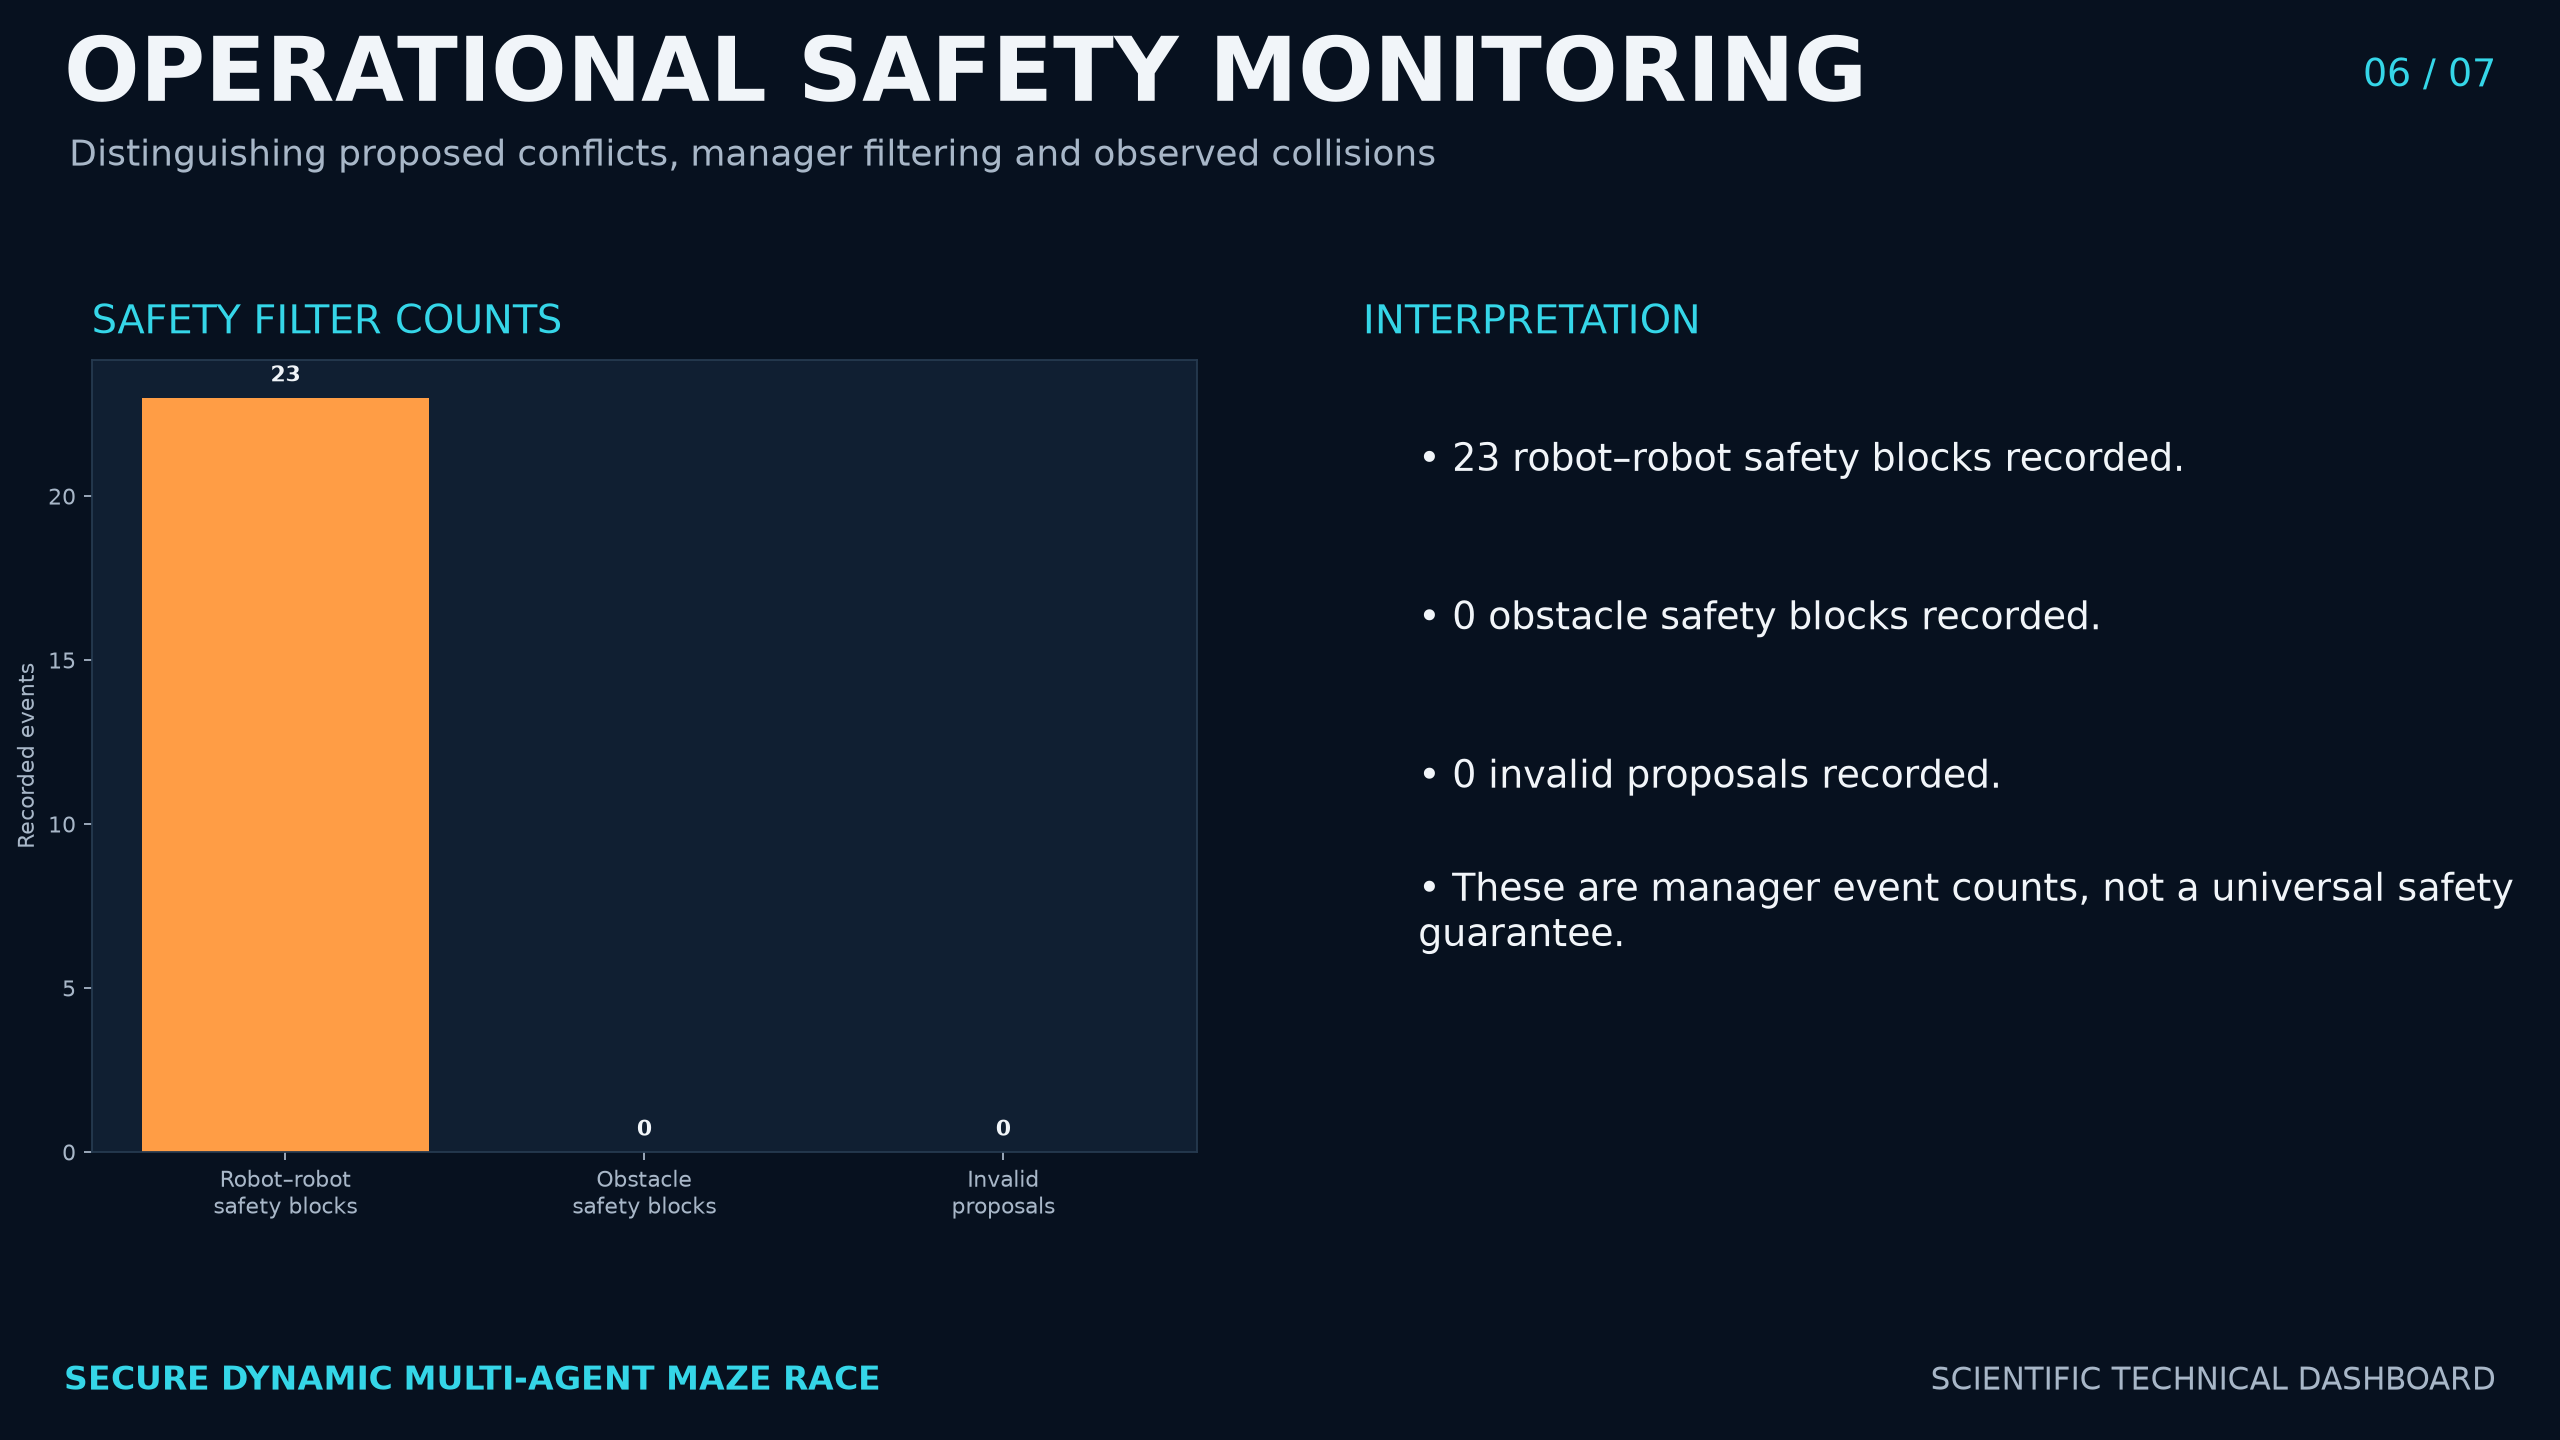 OPERATIONAL SAFETY MONITORING
06 / 07
Distinguishing proposed conflicts, manager filtering and observed collisions
SAFETY FILTER COUNTS
23
20
15
10
5
0
Recorded events
0
0
Robot–robot
safety blocks
Obstacle
safety blocks
Invalid
proposals
INTERPRETATION
• 23 robot–robot safety blocks recorded.
• 0 obstacle safety blocks recorded.
• 0 invalid proposals recorded.
• These are manager event counts, not a universal safety
guarantee.
SECURE DYNAMIC MULTI-AGENT MAZE RACE
SCIENTIFIC TECHNICAL DASHBOARD